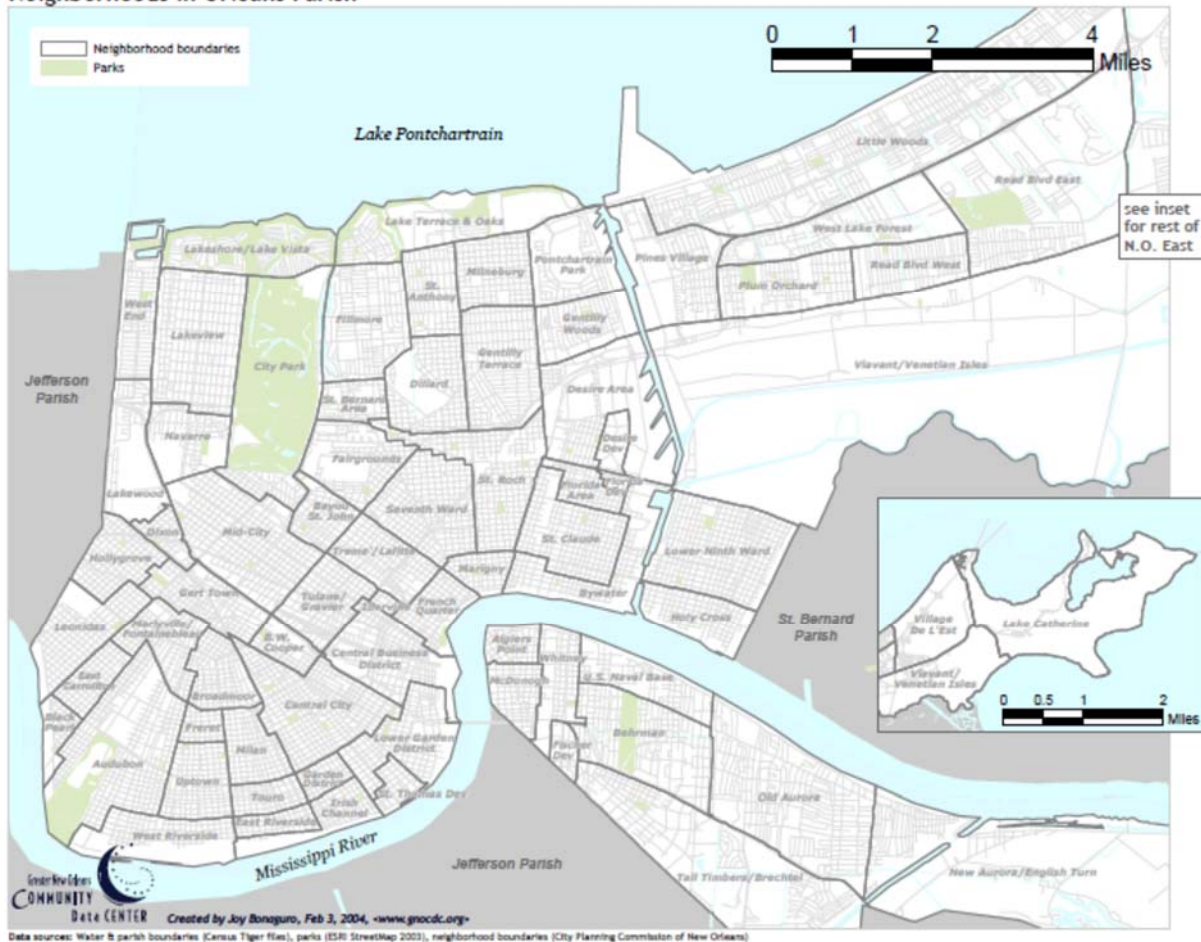 Neighborhood boundaries
Parks
0 1 2 4
Miles
Lake Pontchartrain
Little Woods
Read Blvd East
see inset
for rest of
N.O. East
Lake Terrace & Oaks
Lakeshore/Lake Vista
West Lake Forest
Read Blvd West
Pontchartrain
Park
Pines Village
Plum Orchard
Milneburg
St.
Anthony
West
End
Lakeview
Fillmore
Gentilly
Woods
City Park
Gentilly
Terrace
Viavant/Venetian Isles
Jefferson
Parish
Dillard
Desire Area
St. Bernard
Area
Navarre
Desire
Dev
Fairgrounds
Lakewood
St. Roch
Florida
Area
Florida
Dev
Bayou
St. John
Seventh Ward
Dixon
Mid-City
St. Claude
Hollygrove
Treme'/Lafitte
Lower Ninth Ward
Marigny
Gert Town
Tulane/
Gravier
Iberville
French
Quarter
Bywater
Holy Cross
St. Bernard
Parish
Leonidas
Marlyville/
Fontainebleau
B.W.
Cooper
Central Business
District
Algiers
Point
Whitney
U.S. Naval Base
McDonogh
East
Carrollton
Broadmoor
Central City
Black
Pearl
Freret
Milan
Lower Garden
District
Fischer
Dev
Behrman
Audubon
Uptown
Garden
District
St. Thomas Dev
Touro
Irish
Channel
East Riverside
West Riverside
Old Aurora
Mississippi River
Jefferson Parish
Tall Timbers/Brechtel
New Aurora/English Turn
Village
De L'Est
Lake Catherine
Viavant/
Venetian Isles
0 0.5 1 2
Miles
Greater New Orleans
COMMUNITY
Data CENTER
Created by Joy Bonaguro, Feb 3, 2004, <www.gnocdc.org>
Data sources: Water & parish boundaries (Census Tiger files), parks (ESRI StreetMap 2003), neighborhood boundaries (City Planning Commission of New Orleans)